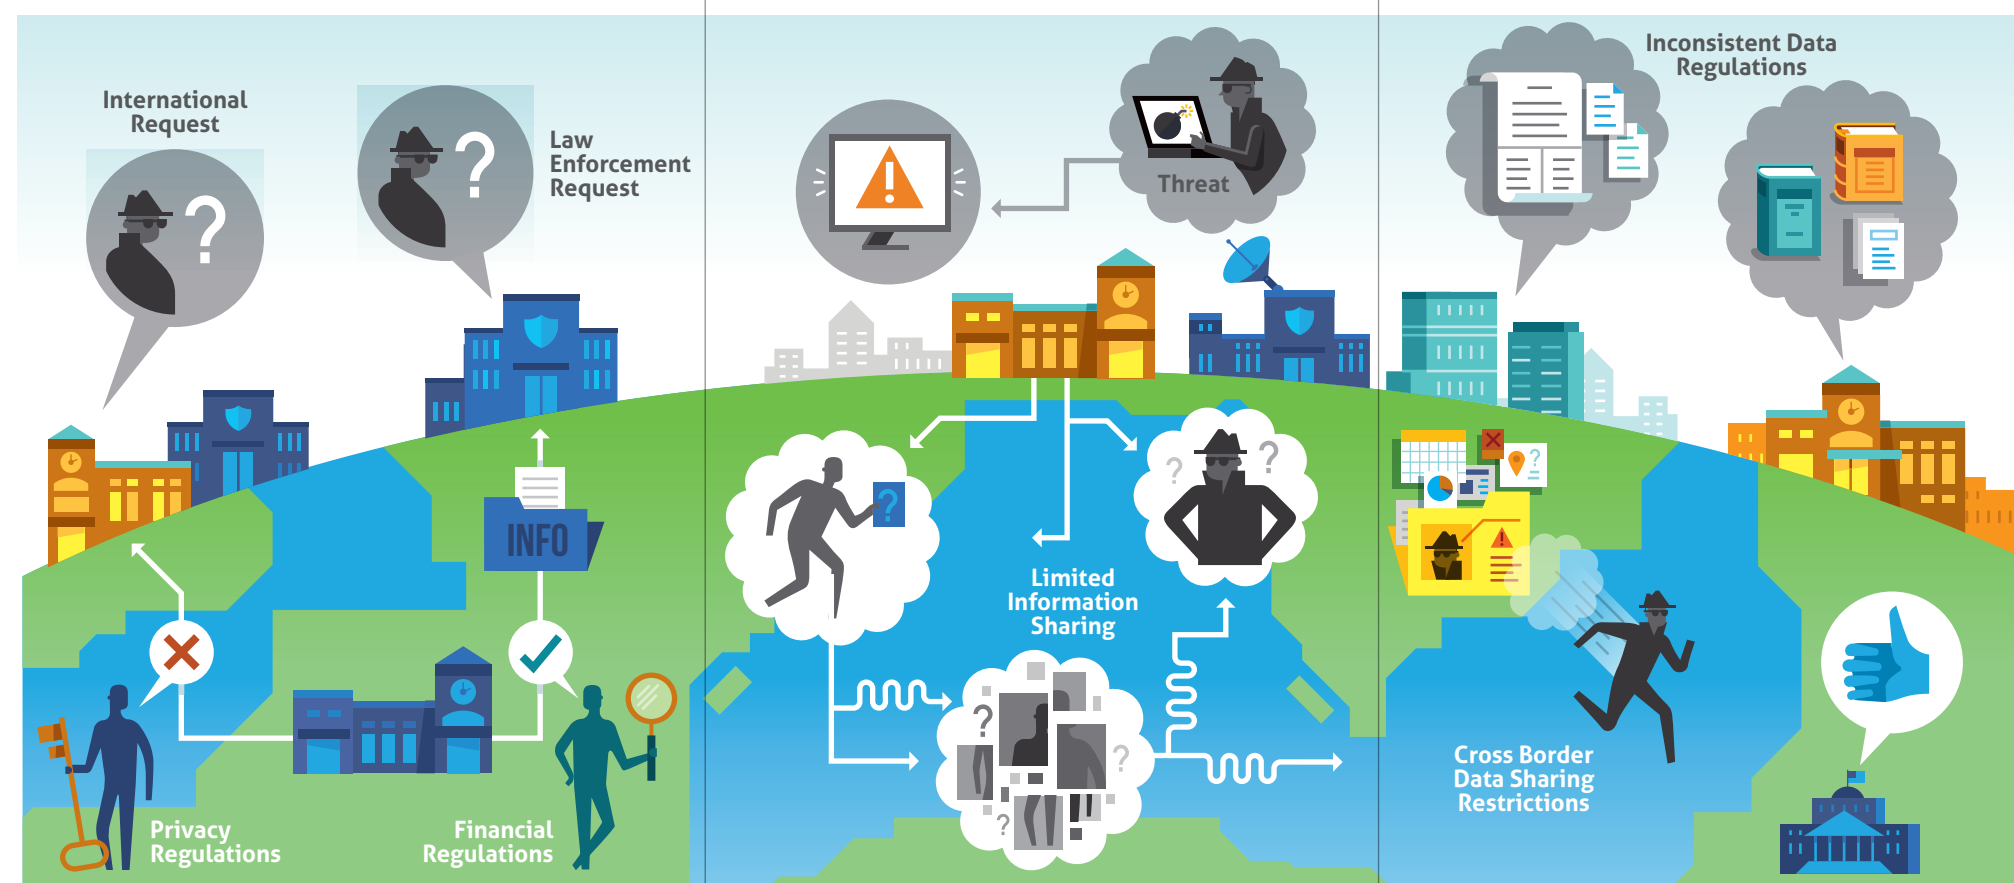 International
Request
Law
Enforcement
Request
INFO
Privacy
Regulations
Financial
Regulations
Threat
Limited
Information
Sharing
Inconsistent Data
Regulations
Cross Border
Data Sharing
Restrictions